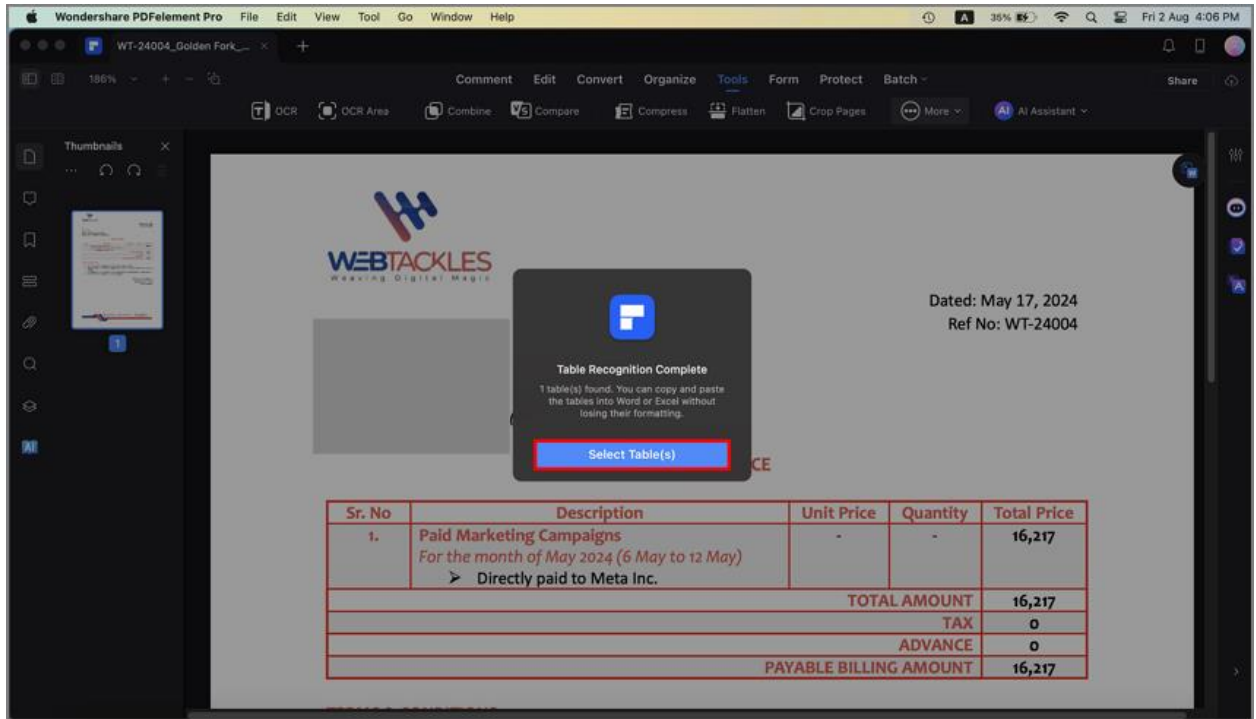 Wondershare PDFelement Pro File Edit View Tool Go Window Help A 35% Fri 2 Aug 4:06 PM
WT-24004_Golden Fork_... × +
186% + - Comment Edit Convert Organize Tools Form Protect Batch Share
T OCR OCR Area Combine VS Compare Compress Flatten Crop Pages More AI AI Assistant
Thumbnails ×
...
1
AI
WEBTACKLES
Weaving Digital Magic
Dated: May 17, 2024
Ref No: WT-24004
Table Recognition Complete
1 table(s) found. You can copy and paste
the tables into Word or Excel without
losing their formatting.
Select Table(s)
CE
Sr. No Description Unit Price Quantity Total Price
1. Paid Marketing Campaigns - - 16,217
For the month of May 2024 (6 May to 12 May)
➢ Directly paid to Meta Inc.
TOTAL AMOUNT 16,217
TAX 0
ADVANCE 0
PAYABLE BILLING AMOUNT 16,217